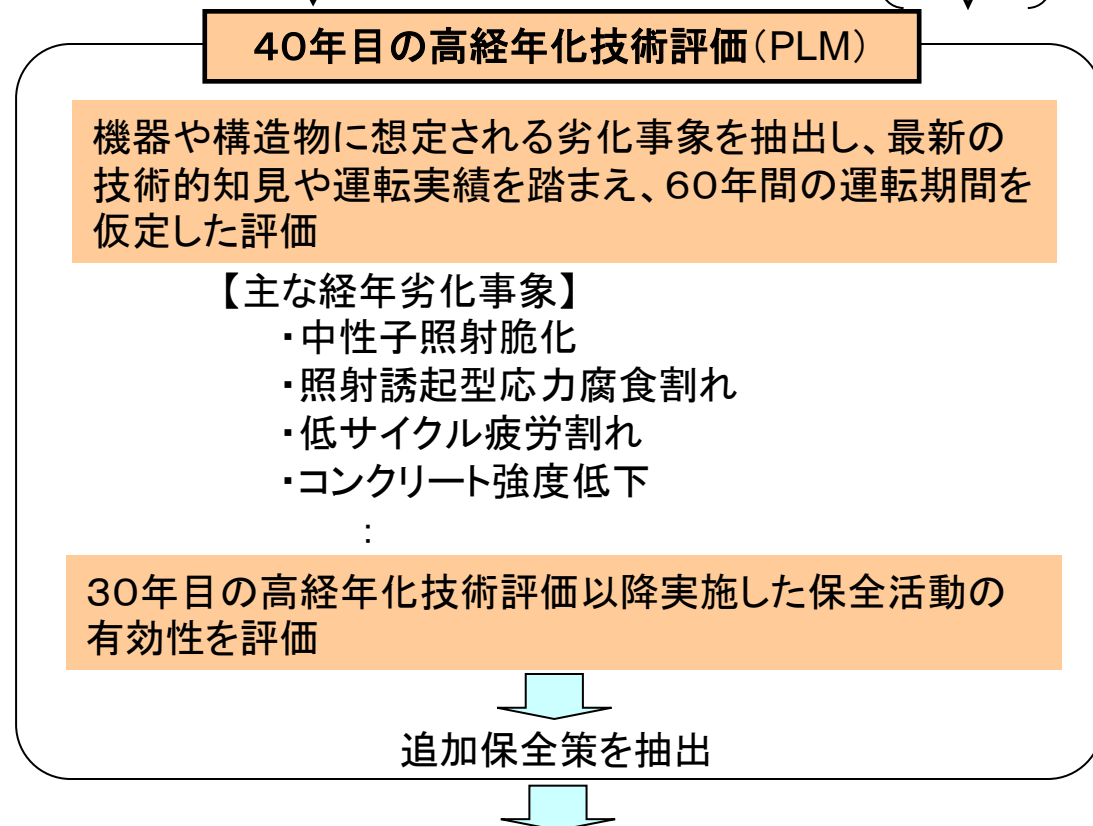 40年目の高経年化技術評価(PLM)
機器や構造物に想定される劣化事象を抽出し、最新の
技術的知見や運転実績を踏まえ、60年間の運転期間を
仮定した評価
【主な経年劣化事象】
・中性子照射脆化
・照射誘起型応力腐食割れ
・低サイクル疲労割れ
・コンクリート強度低下
:
30年目の高経年化技術評価以降実施した保全活動の
有効性を評価
追加保全策を抽出